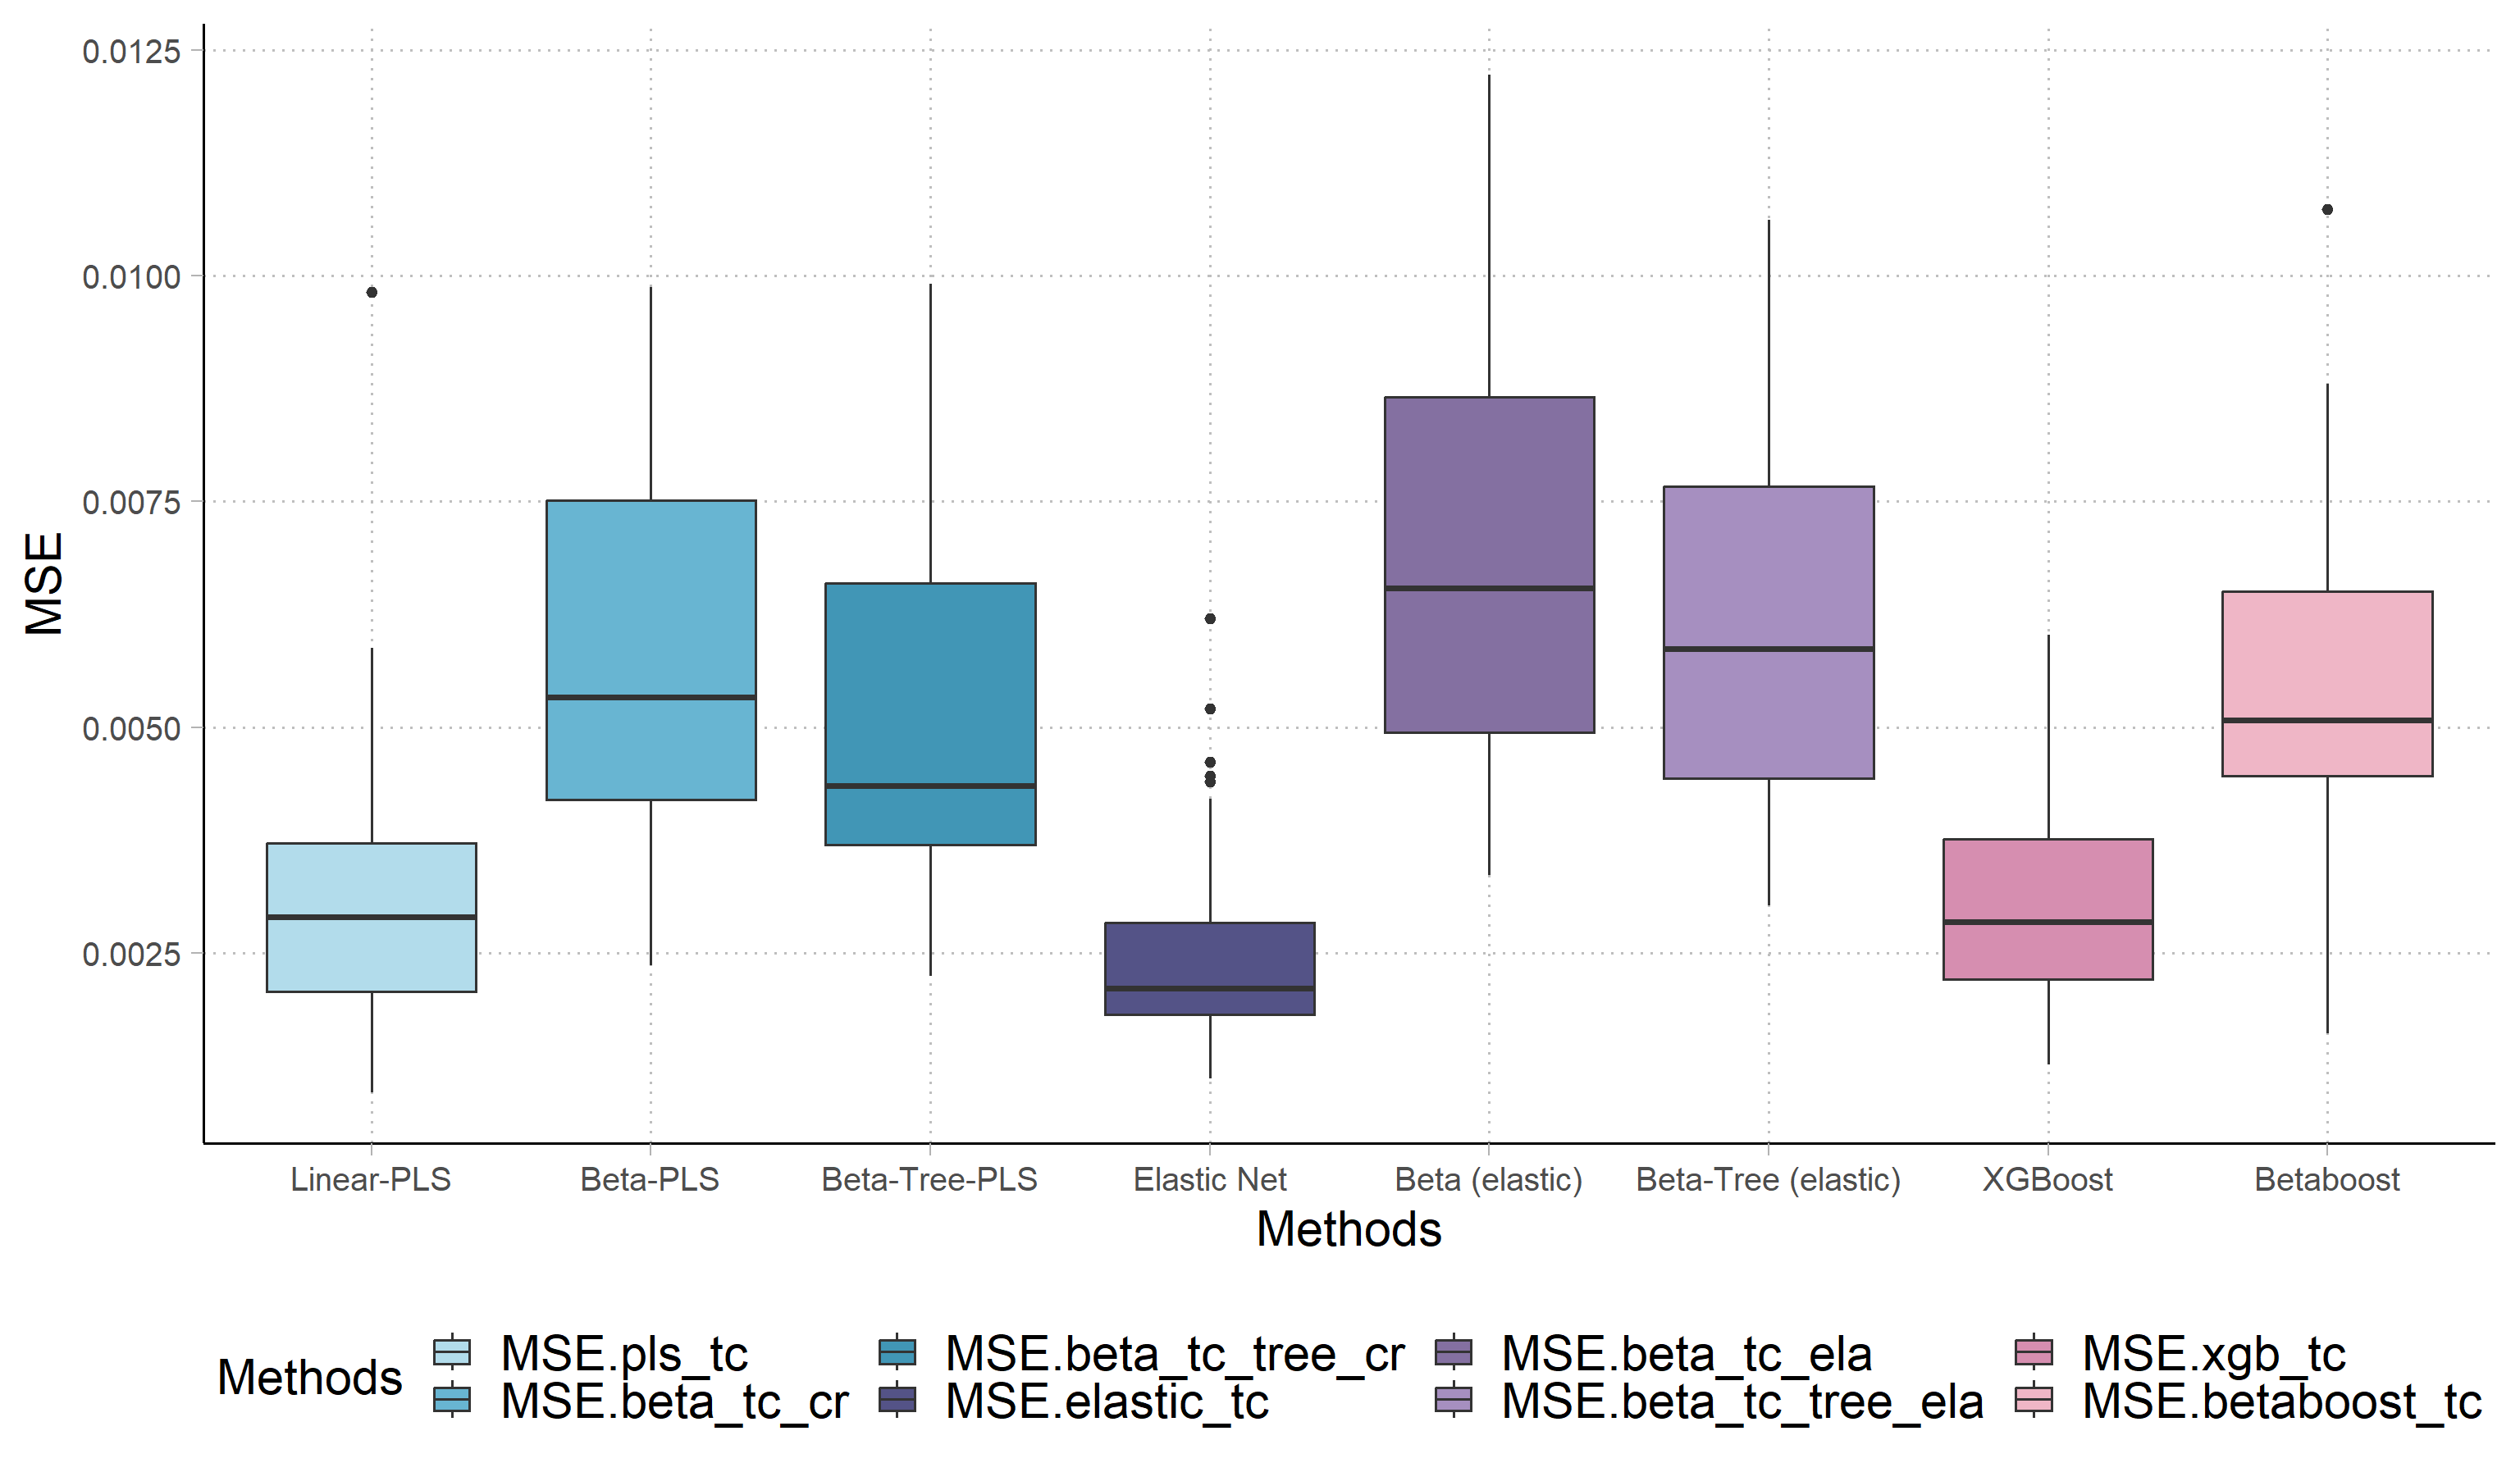 0.0125
0.0100
0.0075
0.0050
0.0025
MSE
Linear-PLS Beta-PLS Beta-Tree-PLS Elastic Net Beta (elastic) Beta-Tree (elastic) XGBoost Betaboost
Methods
Methods
MSE.pls_tc MSE.beta_tc_tree_cr MSE.beta_tc_ela MSE.xgb_tc
MSE.beta_tc_cr MSE.elastic_tc MSE.beta_tc_tree_ela MSE.betaboost_tc